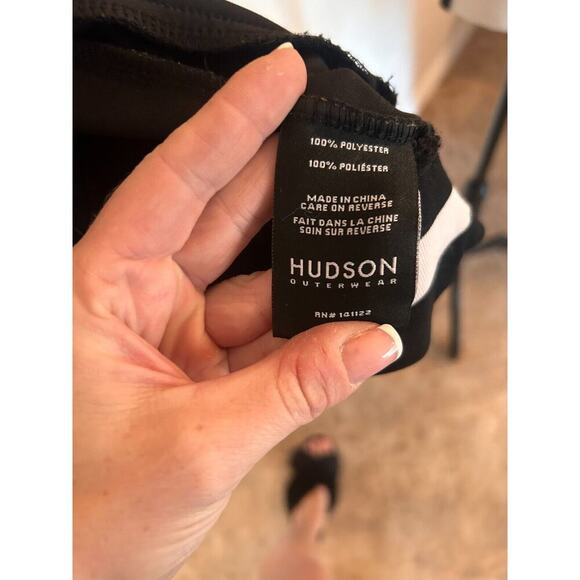 100% POLYESTER
100% POLIÉSTER
MADE IN CHINA
CARE ON REVERSE
FAIT DANS LA CHINE
SOIN SUR REVERSE
HUDSON
OUTERWEAR
RN# 141122